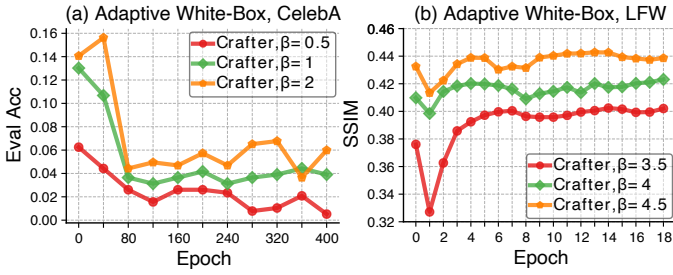 (a) Adaptive White-Box, CelebA
Eval Acc
0.16
0.14
0.12
0.10
0.08
0.06
0.04
0.02
0.00
Crafter,β= 0.5
Crafter,β= 1
Crafter,β= 2
0 80 160 240 320 400
Epoch
(b) Adaptive White-Box, LFW
SSIM
0.46
0.44
0.42
0.40
0.38
0.36
0.34
0.32
Crafter,β= 3.5
Crafter,β= 4
Crafter,β= 4.5
0 2 4 6 8 10 12 14 16 18
Epoch